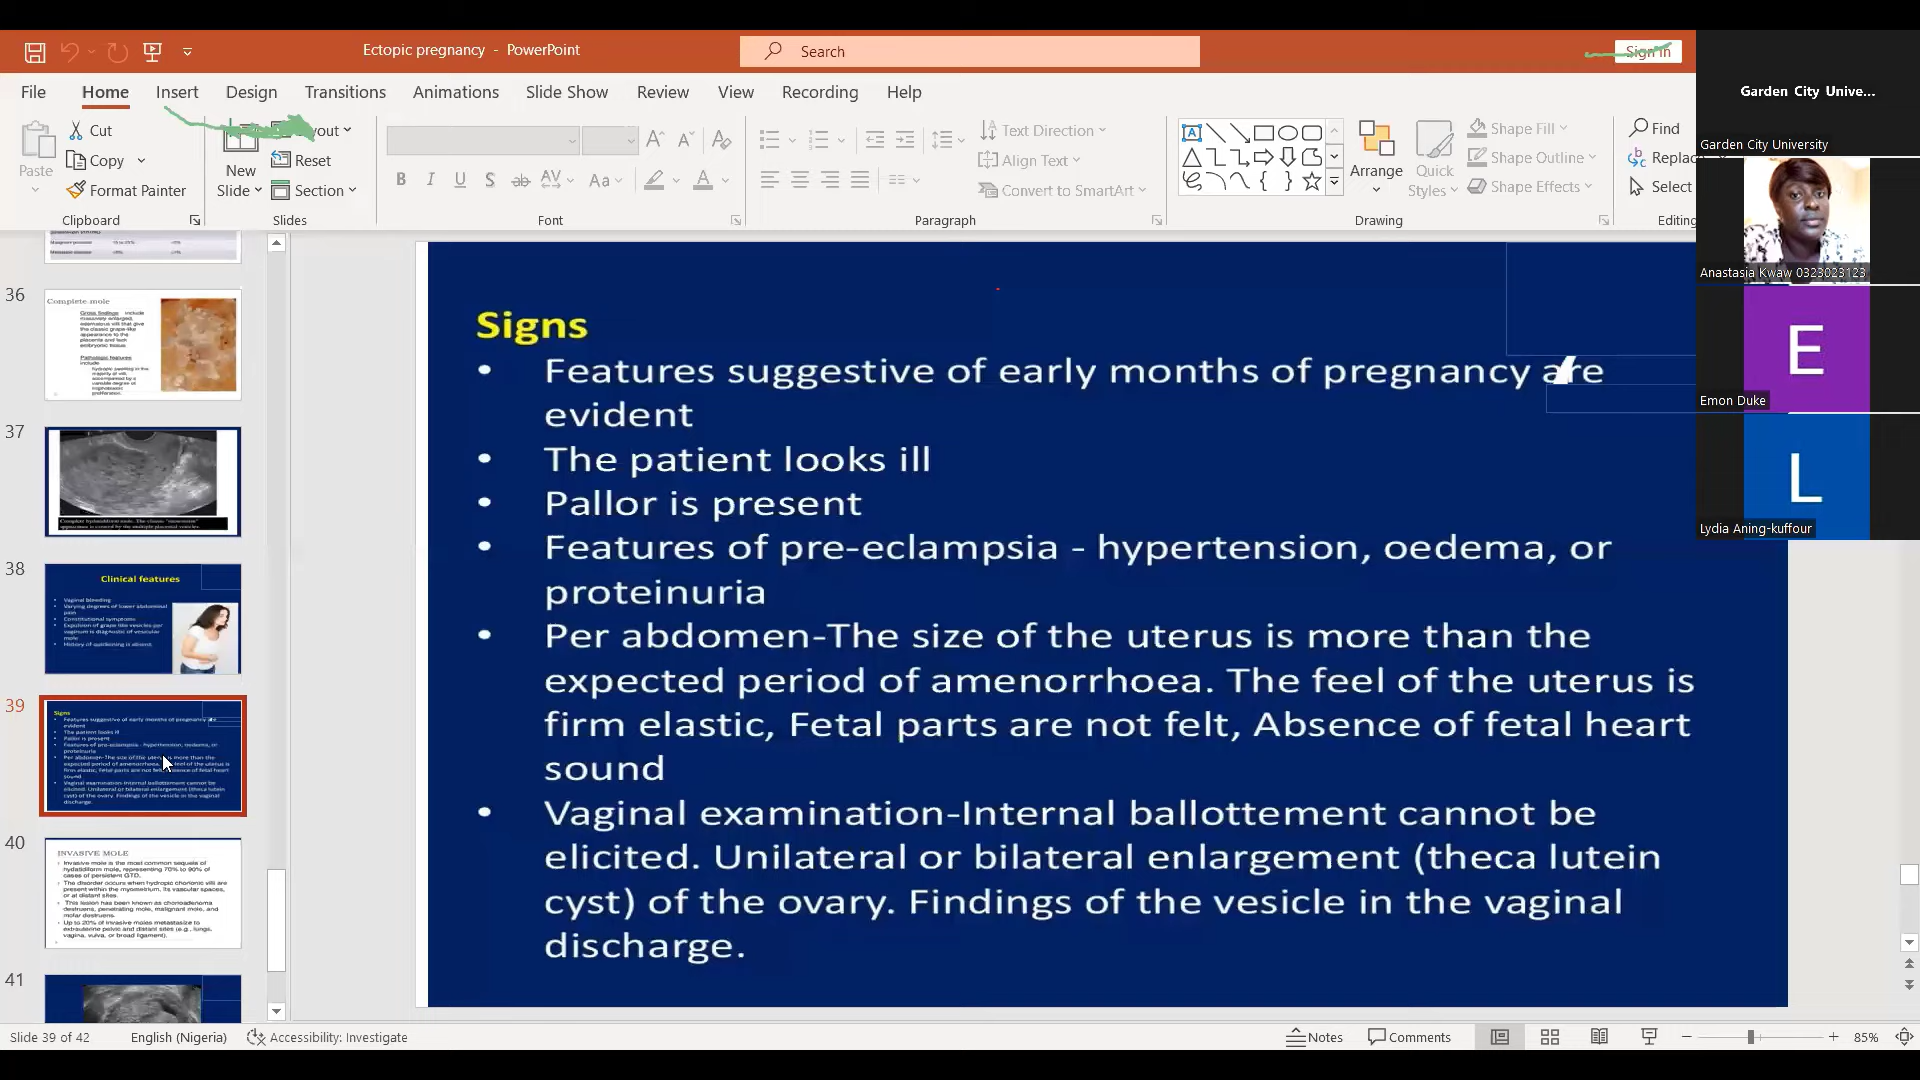 Ectopic pregnancy - PowerPoint
Search
Sign in
File Home Insert Design Transitions Animations Slide Show Review View Recording Help
Paste
Cut
Copy
Format Painter
Clipboard
New
Slide
Reset
Section
Slides
Font
Text Direction
Align Text
Convert to SmartArt
Paragraph
Arrange
Quick
Styles
Shape Fill
Shape Outline
Shape Effects
Drawing
Find
Select
Editing
Garden City Unive...
Garden City University
Anastasia Kwaw 0323023123
E
Emon Duke
L
Lydia Aning-kuffour
36
Complete mole
37
38
Clinical features
• Vaginal bleeding
• Varying degrees of lower abdominal
pain
• Constitutional symptoms
• Expulsion of grape like vesicles per
vaginum is diagnostic of vesicular
mole
• History of quickening is absent
39
40
INVASIVE MOLE
• Invasive mole is the most common sequela of
hydatidiform mole, representing 70% to 90% of
cases of persistent GTD.
• The disorder occurs when hydropic chorionic villi are
present within the myometrium, its vascular spaces,
or at distant sites.
• This lesion has been known as chorioadenoma
destruens, penetrating mole, malignant mole, and
molar destruens.
• Up to 20% of invasive moles metastasize to
extrauterine pelvic and distant sites (e.g., lungs,
vagina, vulva, or broad ligament).
41
Signs
• Features suggestive of early months of pregnancy are
evident
• The patient looks ill
• Pallor is present
• Features of pre-eclampsia - hypertension, oedema, or
proteinuria
• Per abdomen-The size of the uterus is more than the
expected period of amenorrhoea. The feel of the uterus is
firm elastic, Fetal parts are not felt, Absence of fetal heart
sound
• Vaginal examination-Internal ballottement cannot be
elicited. Unilateral or bilateral enlargement (theca lutein
cyst) of the ovary. Findings of the vesicle in the vaginal
discharge.
Slide 39 of 42
English (Nigeria)
Accessibility: Investigate
Notes
Comments
85%